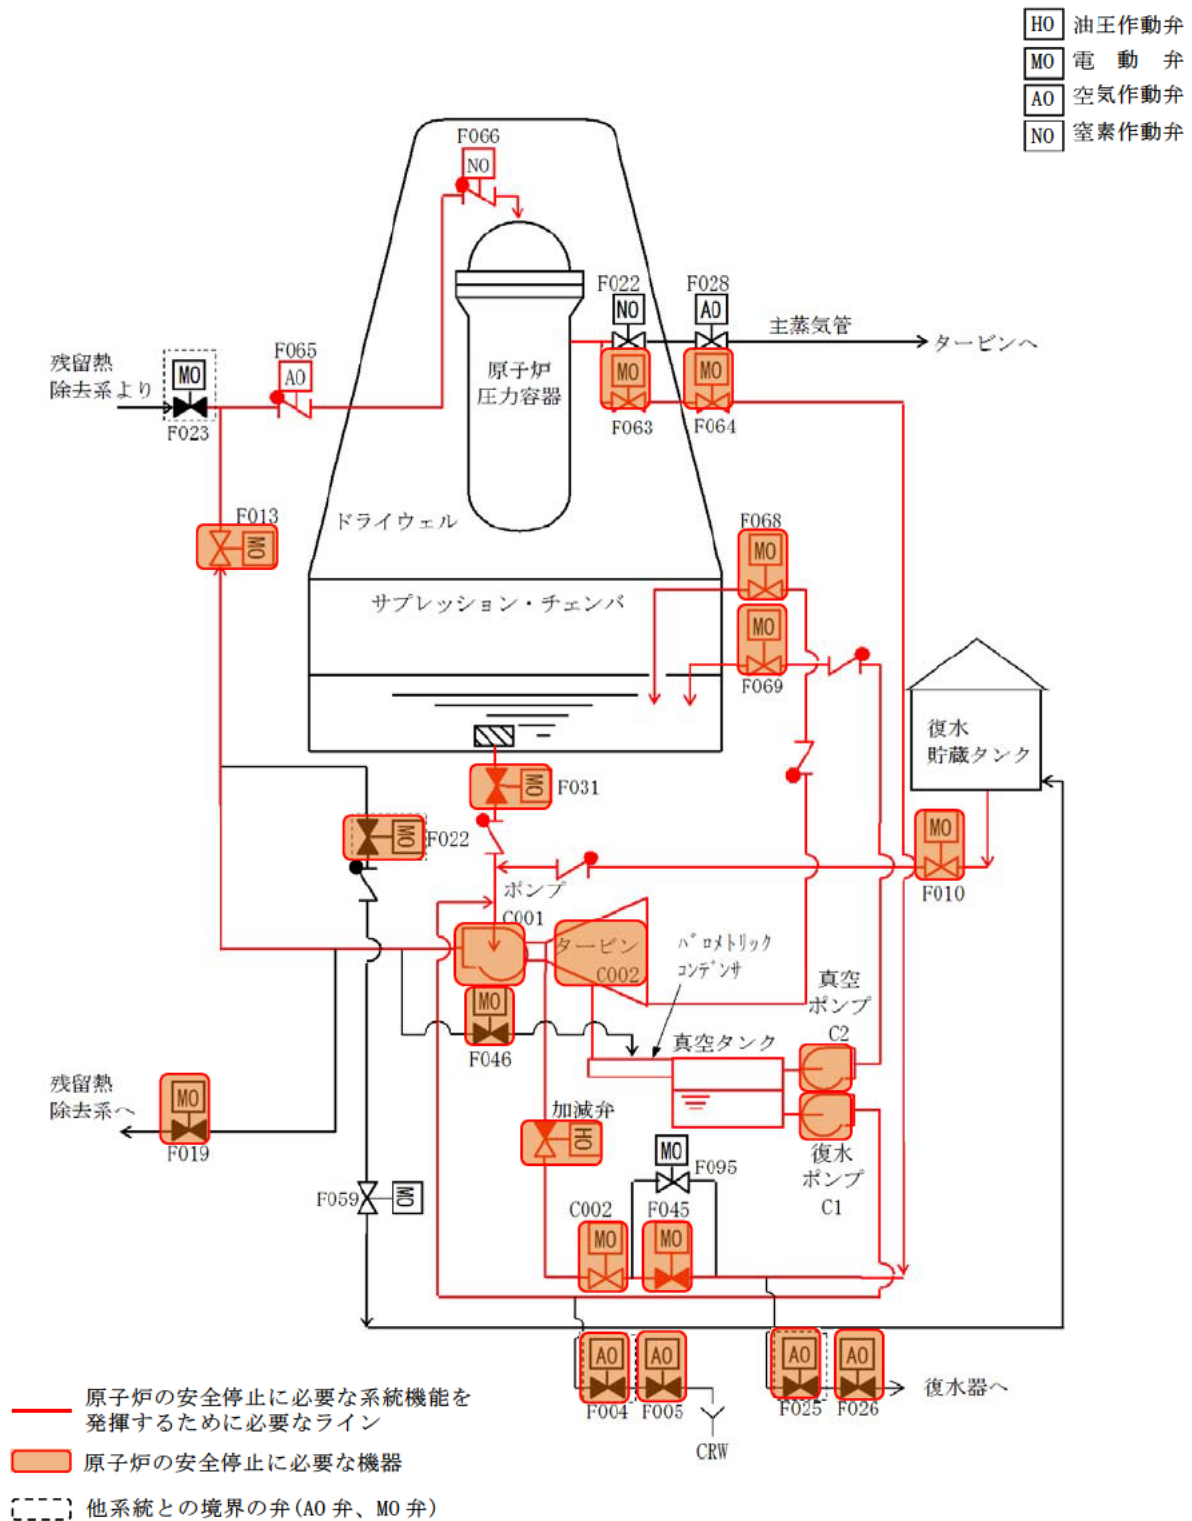 HO 油圧作動弁
MO 電 動 弁
AO 空気作動弁
NO 窒素作動弁
F066
NO
F022
F028
NO
AO
主蒸気管
タービンへ
残留熱
除去系より
MO
F023
F065
AO
原子炉
圧力容器
MO
MO
F063
F064
F013
MO
ドライウェル
F068
MO
サプレッション・チェンバ
MO
F069
復水
貯蔵タンク
MO
F031
MO
F022
MO
F010
ポンプ
C001
タービン
C002
バロメトリック
コンデンサ
真空
ポンプ
C2
MO
F046
真空タンク
残留熱
除去系へ
MO
F019
加減弁
HO
復水
ポンプ
C1
MO
F095
F059
MO
C002
F045
MO
MO
AO
AO
F004
F005
CRW
AO
AO
F025
F026
復水器へ
原子炉の安全停止に必要な系統機能を
発揮するために必要なライン
原子炉の安全停止に必要な機器
他系統との境界の弁(AO 弁、MO 弁)